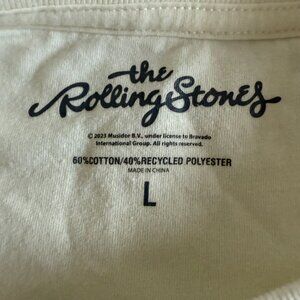 the
Rolling Stones
© 2023 Musidor B.V., under license to Bravado
International Group. All rights reserved.
60%COTTON/40%RECYCLED POLYESTER
MADE IN CHINA
L